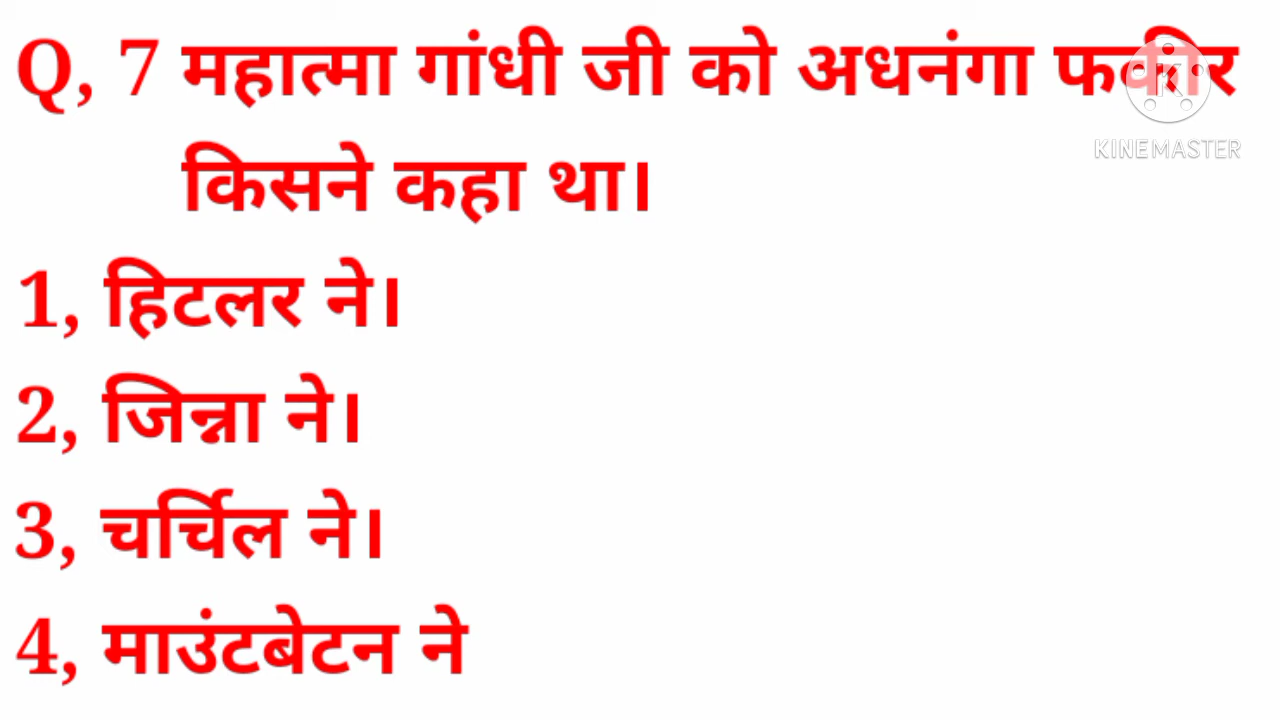 Q, 7 महात्मा गांधी जी को अधनंगा फकीर
KINEMASTER
किसने कहा था।
1, हिटलर ने।
2, जिन्ना ने।
3, चर्चिल ने।
4, माउंटबेटन ने